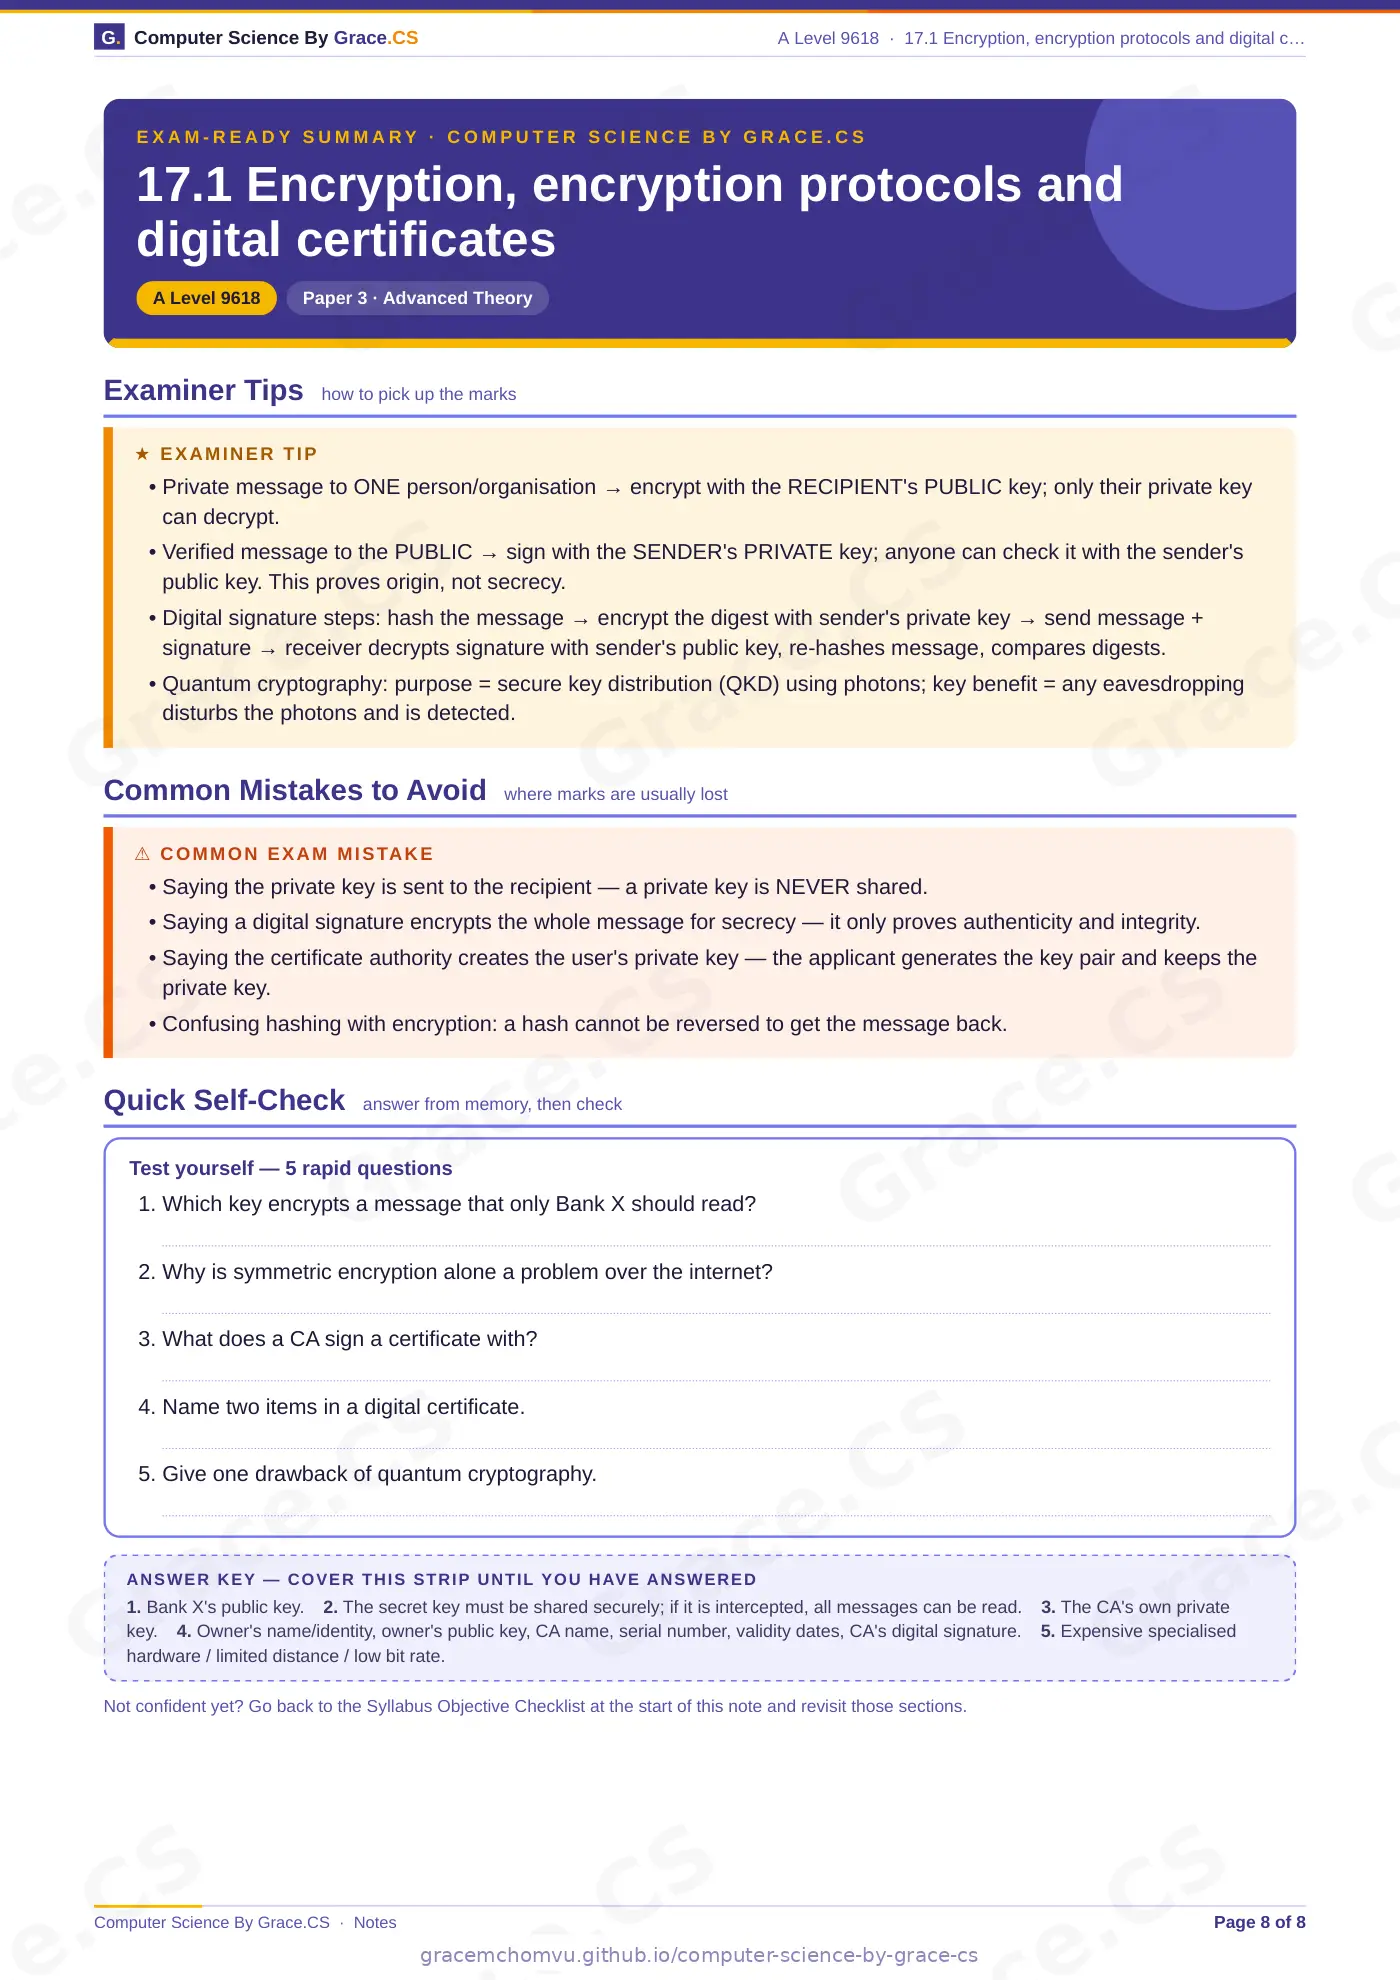 G. Computer Science By Grace.CS
A Level 9618 · 17.1 Encryption, encryption protocols and digital c…
EXAM-READY SUMMARY · COMPUTER SCIENCE BY GRACE.CS
17.1 Encryption, encryption protocols and
digital certificates
A Level 9618
Paper 3 · Advanced Theory
Examiner Tips how to pick up the marks
★ EXAMINER TIP
• Private message to ONE person/organisation → encrypt with the RECIPIENT's PUBLIC key; only their private key
can decrypt.
• Verified message to the PUBLIC → sign with the SENDER's PRIVATE key; anyone can check it with the sender's
public key. This proves origin, not secrecy.
• Digital signature steps: hash the message → encrypt the digest with sender's private key → send message +
signature → receiver decrypts signature with sender's public key, re-hashes message, compares digests.
• Quantum cryptography: purpose = secure key distribution (QKD) using photons; key benefit = any eavesdropping
disturbs the photons and is detected.
Common Mistakes to Avoid where marks are usually lost
⚠ COMMON EXAM MISTAKE
• Saying the private key is sent to the recipient — a private key is NEVER shared.
• Saying a digital signature encrypts the whole message for secrecy — it only proves authenticity and integrity.
• Saying the certificate authority creates the user's private key — the applicant generates the key pair and keeps the
private key.
• Confusing hashing with encryption: a hash cannot be reversed to get the message back.
Quick Self-Check answer from memory, then check
Test yourself — 5 rapid questions
1. Which key encrypts a message that only Bank X should read?
2. Why is symmetric encryption alone a problem over the internet?
3. What does a CA sign a certificate with?
4. Name two items in a digital certificate.
5. Give one drawback of quantum cryptography.
ANSWER KEY — COVER THIS STRIP UNTIL YOU HAVE ANSWERED
1. Bank X's public key. 2. The secret key must be shared securely; if it is intercepted, all messages can be read. 3. The CA's own private
key. 4. Owner's name/identity, owner's public key, CA name, serial number, validity dates, CA's digital signature. 5. Expensive specialised
hardware / limited distance / low bit rate.
Not confident yet? Go back to the Syllabus Objective Checklist at the start of this note and revisit those sections.
Computer Science By Grace.CS · Notes
Page 8 of 8
gracemchomvu.github.io/computer-science-by-grace-cs